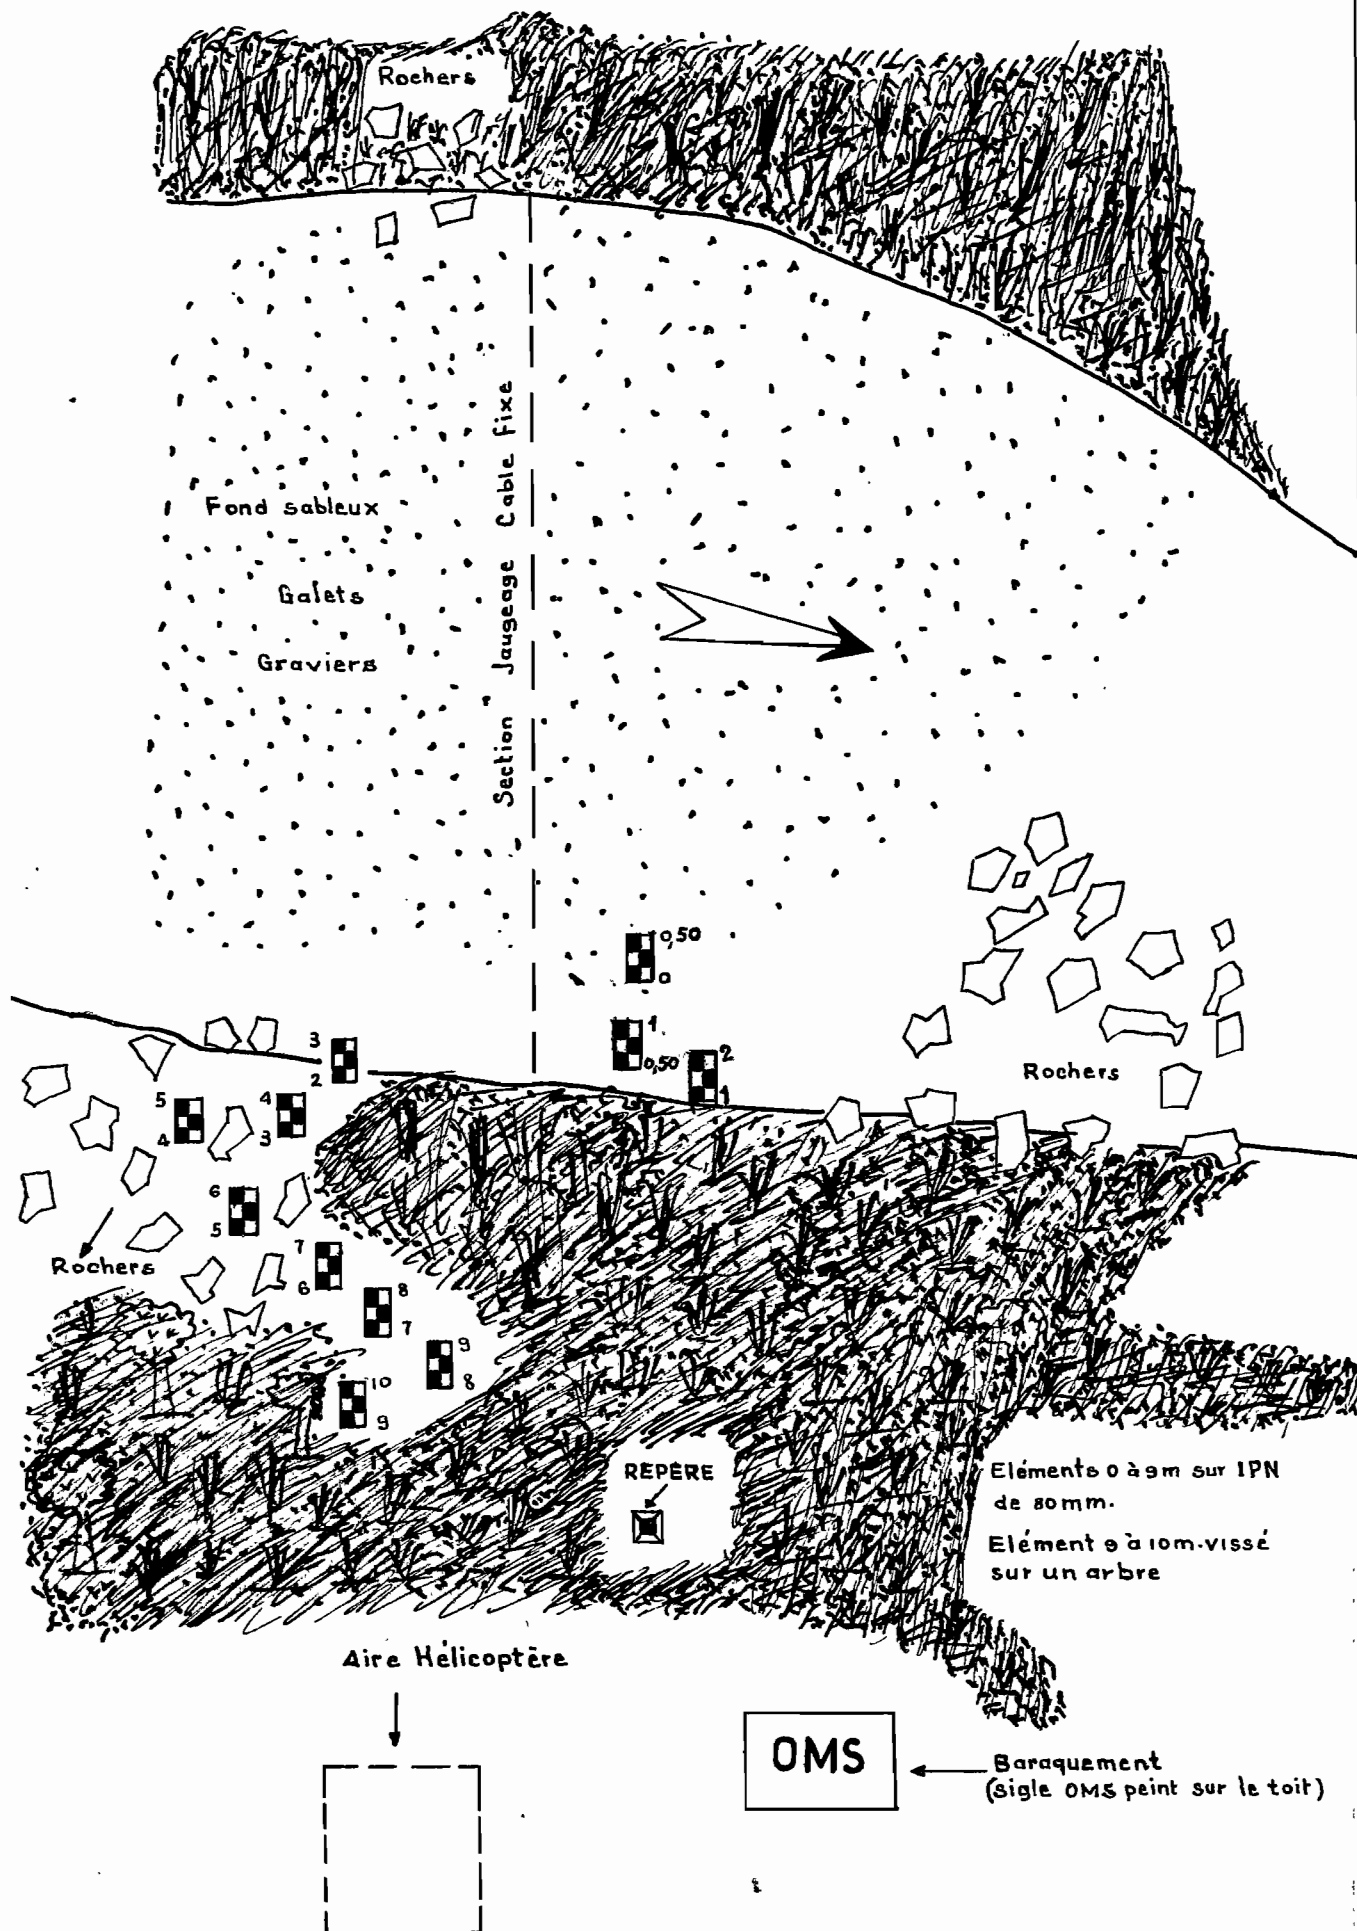 Rochers
Section Jaugeage Cable Fixe
Fond sableux
Galets
Graviers
0,50
0
1
0,50
2
1
3
2
4
3
5
4
Rochers
6
5
Rochers
7
6
8
7
9
8
10
9
REPÈRE
Eléments 0 à 9m sur IPN
de 80mm.
Elément 9 à 10m.vissé
sur un arbre
Aire Hélicoptère
OMS
Baraquement
(sigle OMS peint sur le toit)